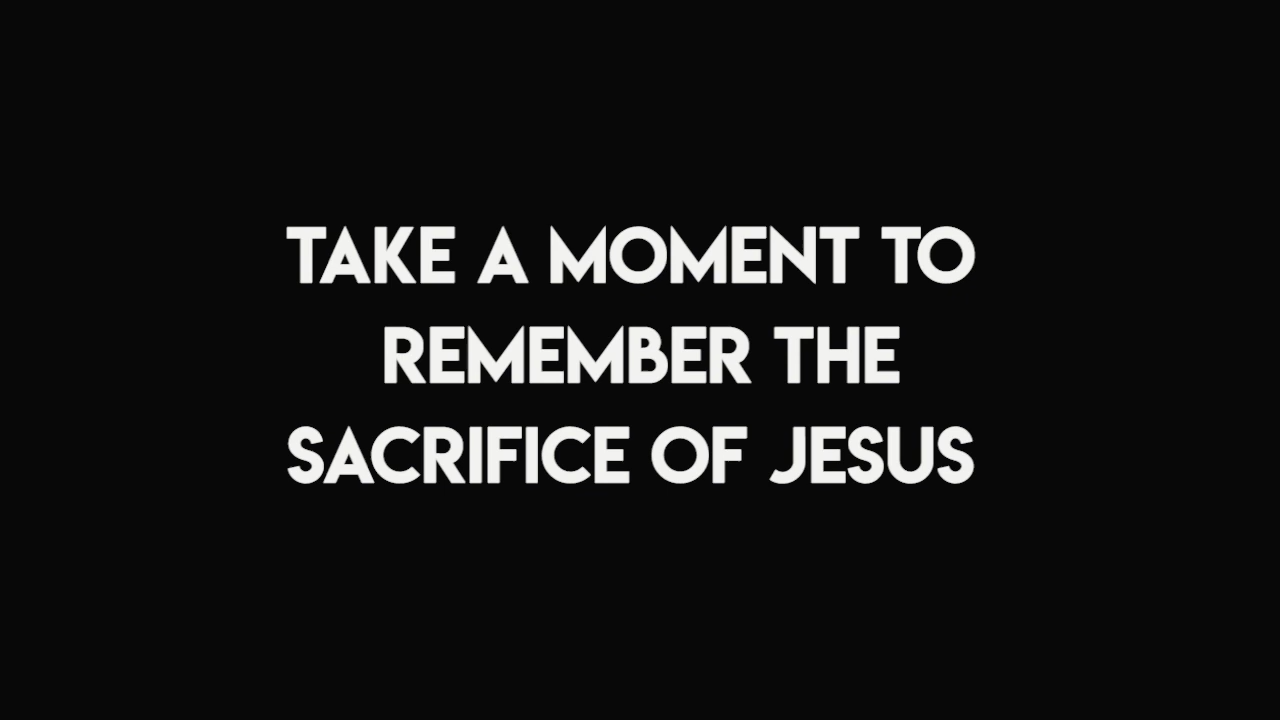 TAKE A MOMENT TO
REMEMBER THE
SACRIFICE OF JESUS